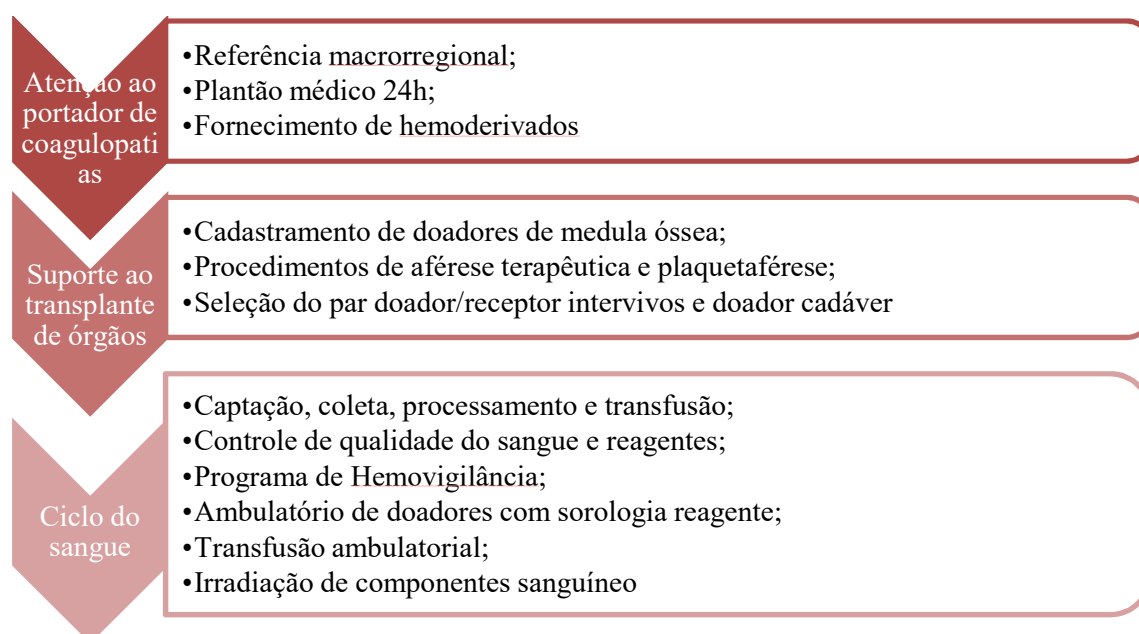 Atenção ao
portador de
coagulopati
as
•Referência macrorregional;
•Plantão médico 24h;
•Fornecimento de hemoderivados
Suporte ao
transplante
de órgãos
•Cadastramento de doadores de medula óssea;
•Procedimentos de aférese terapêutica e plaquetaférese;
•Seleção do par doador/receptor intervivos e doador cadáver
Ciclo do
sangue
•Captação, coleta, processamento e transfusão;
•Controle de qualidade do sangue e reagentes;
•Programa de Hemovigilância;
•Ambulatório de doadores com sorologia reagente;
•Transfusão ambulatorial;
•Irradiação de componentes sanguíneo